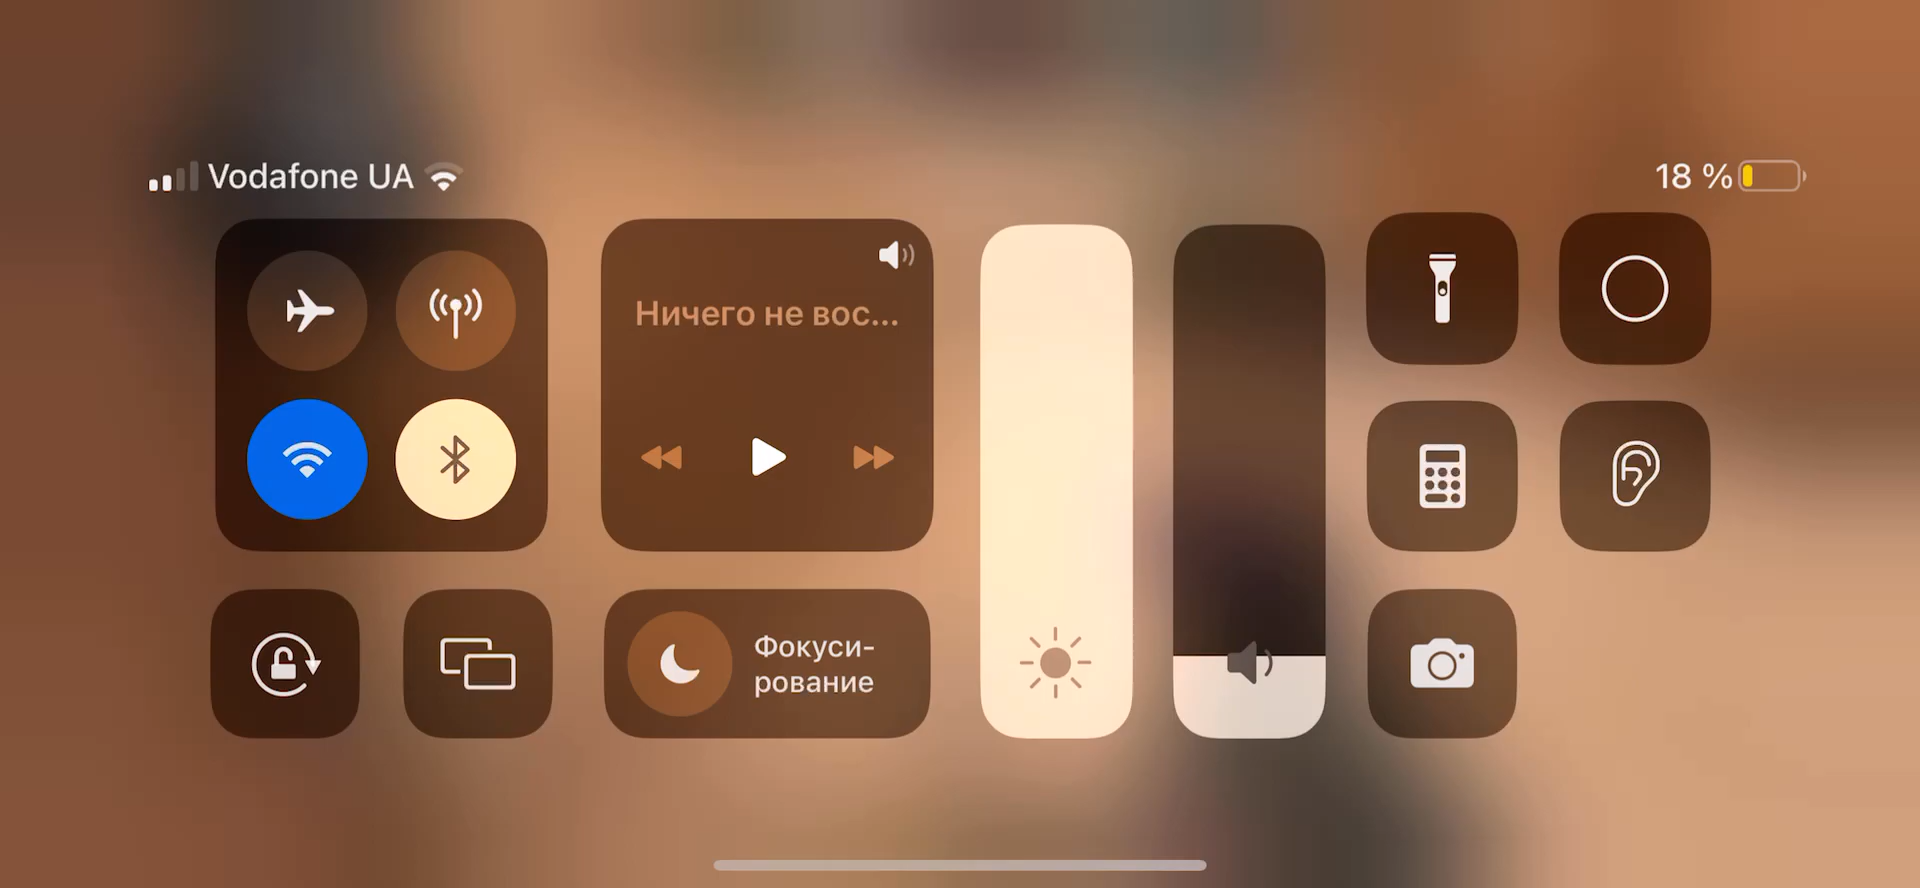 Vodafone UA
18 %
Ничего не вос...
Фокуси-
рование